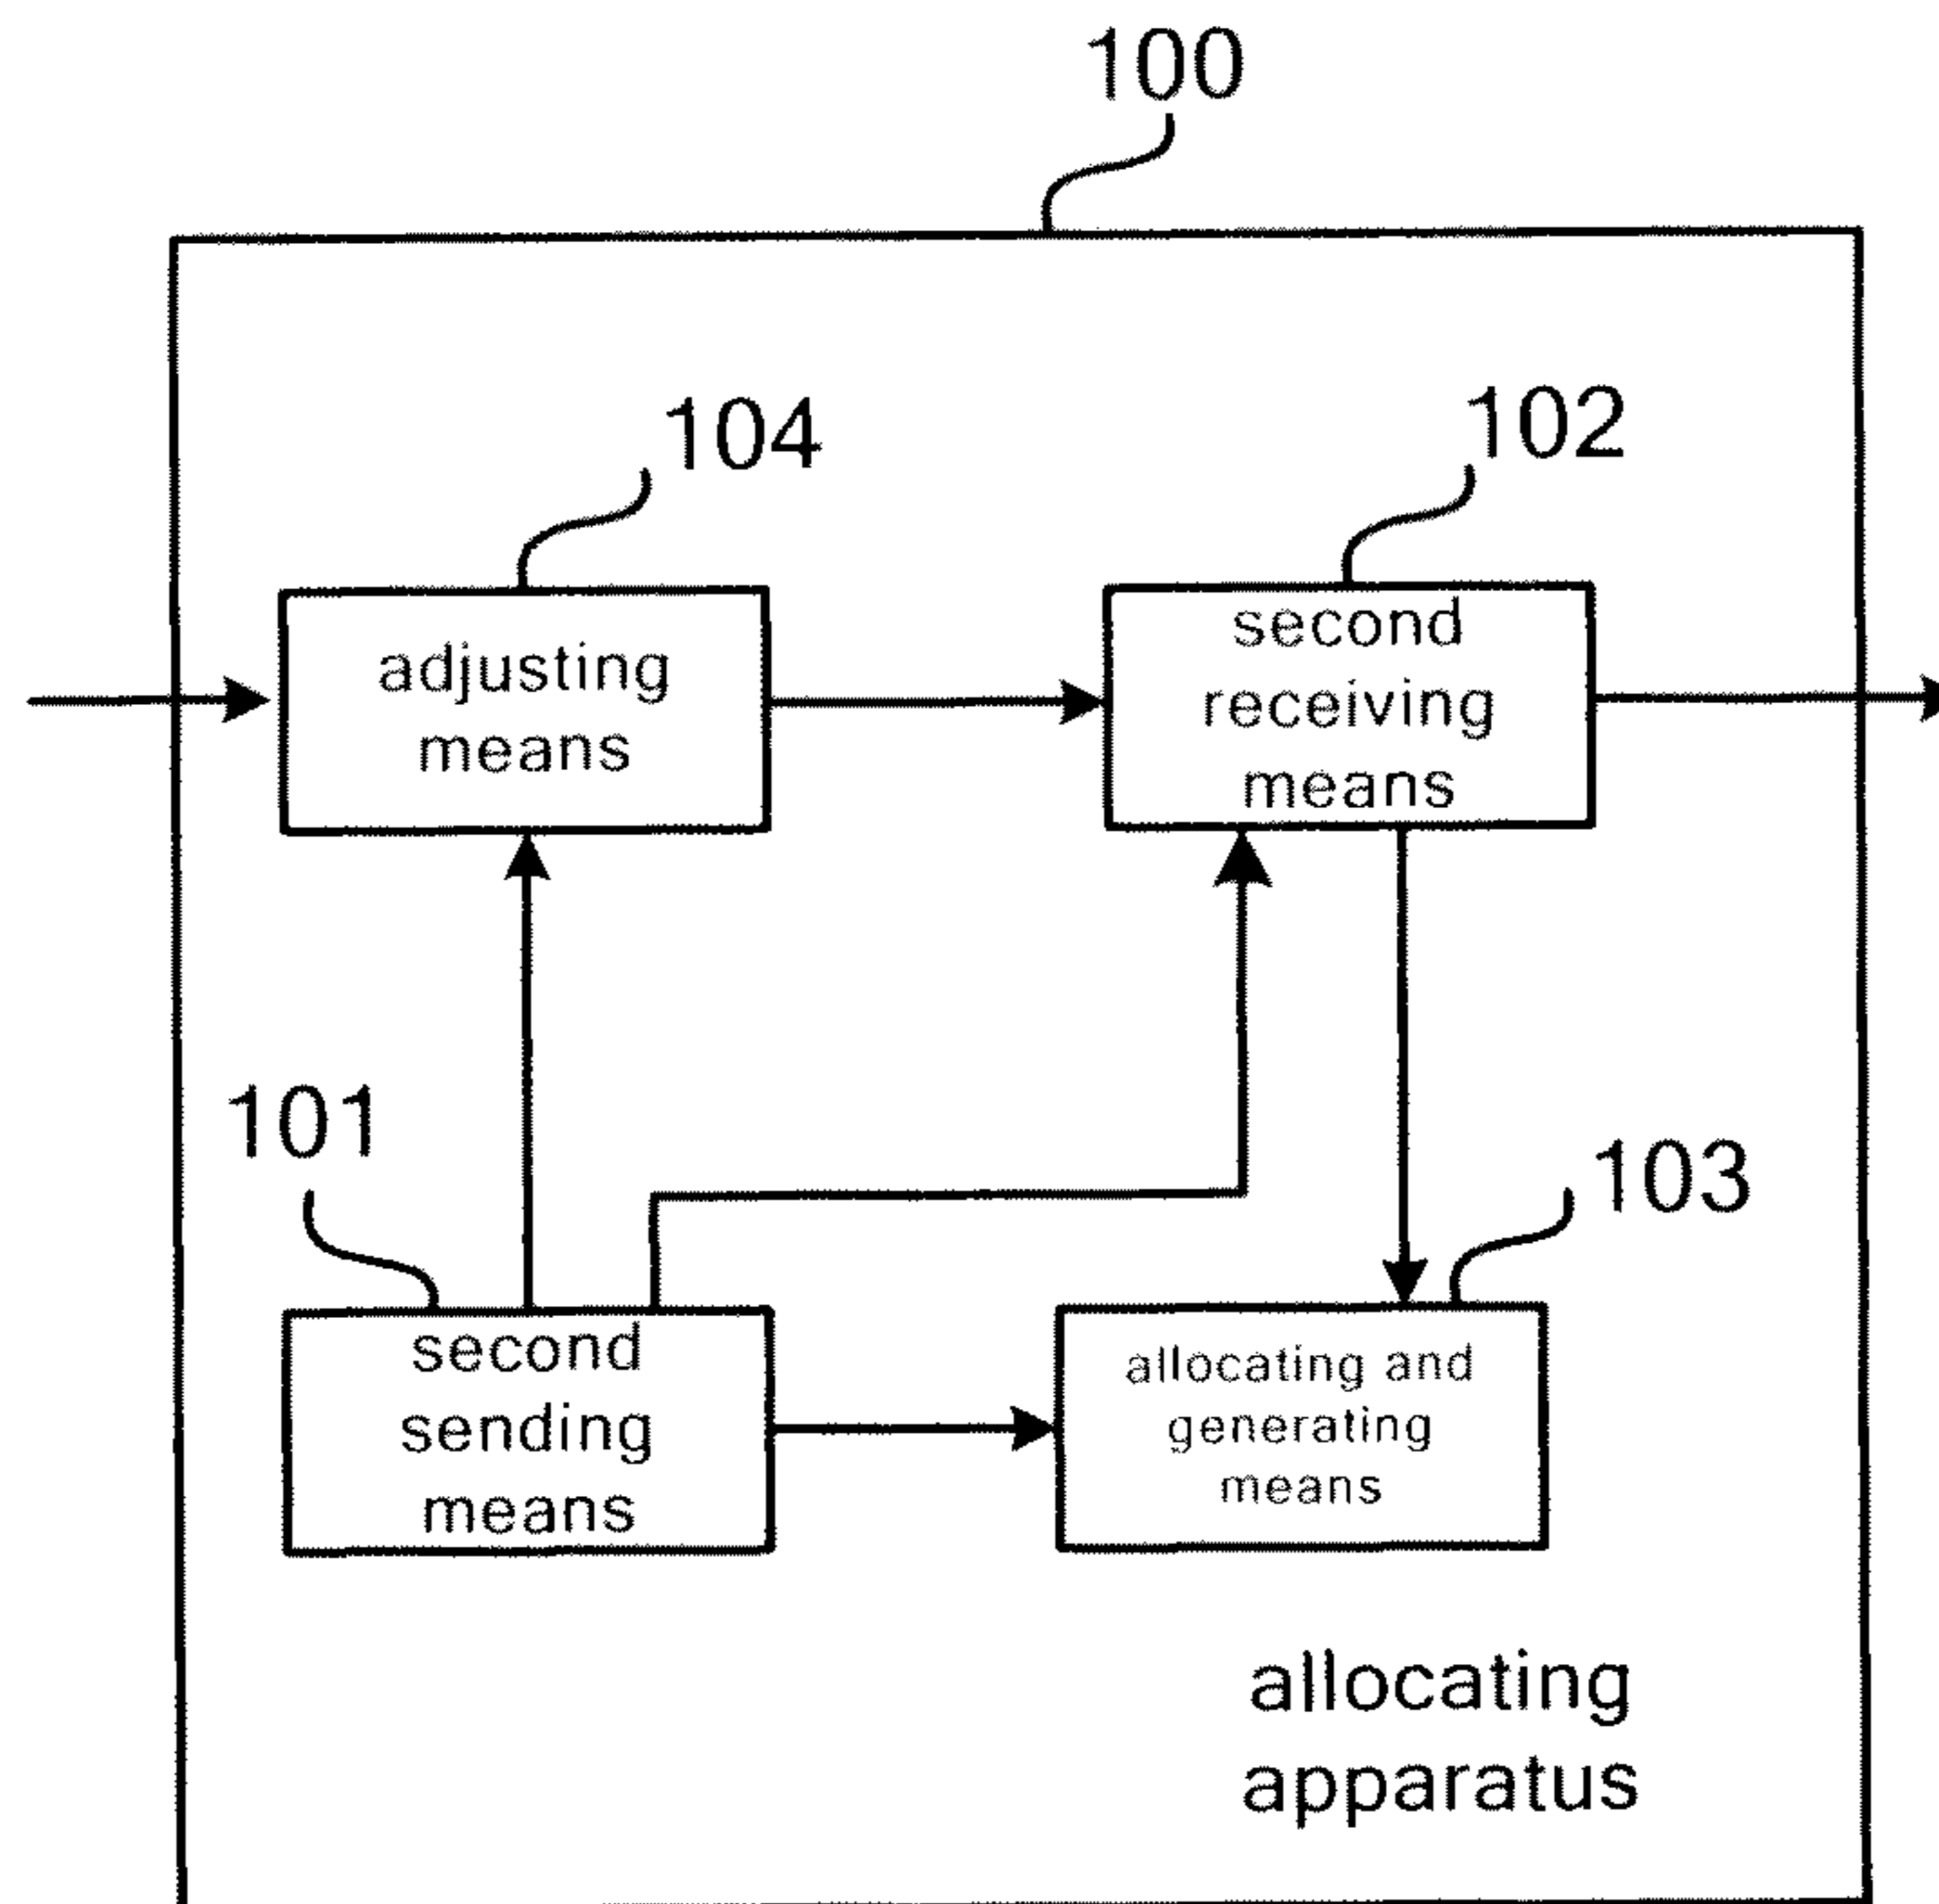 100
104
102
adjusting
means
second
receiving
means
101
103
second
sending
means
allocating and
generating
means
allocating
apparatus